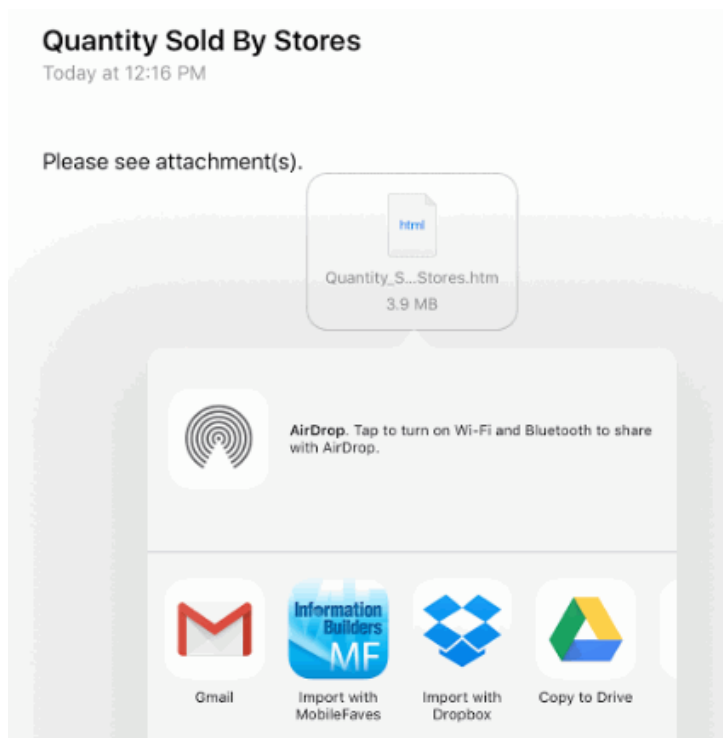 Quantity Sold By Stores
Today at 12:16 PM
Please see attachment(s).
html
Quantity_S...Stores.htm
3.9 MB
AirDrop. Tap to turn on Wi-Fi and Bluetooth to share
with AirDrop.
Information
Builders
MF
Gmail
Import with
MobileFaves
Import with
Dropbox
Copy to Drive